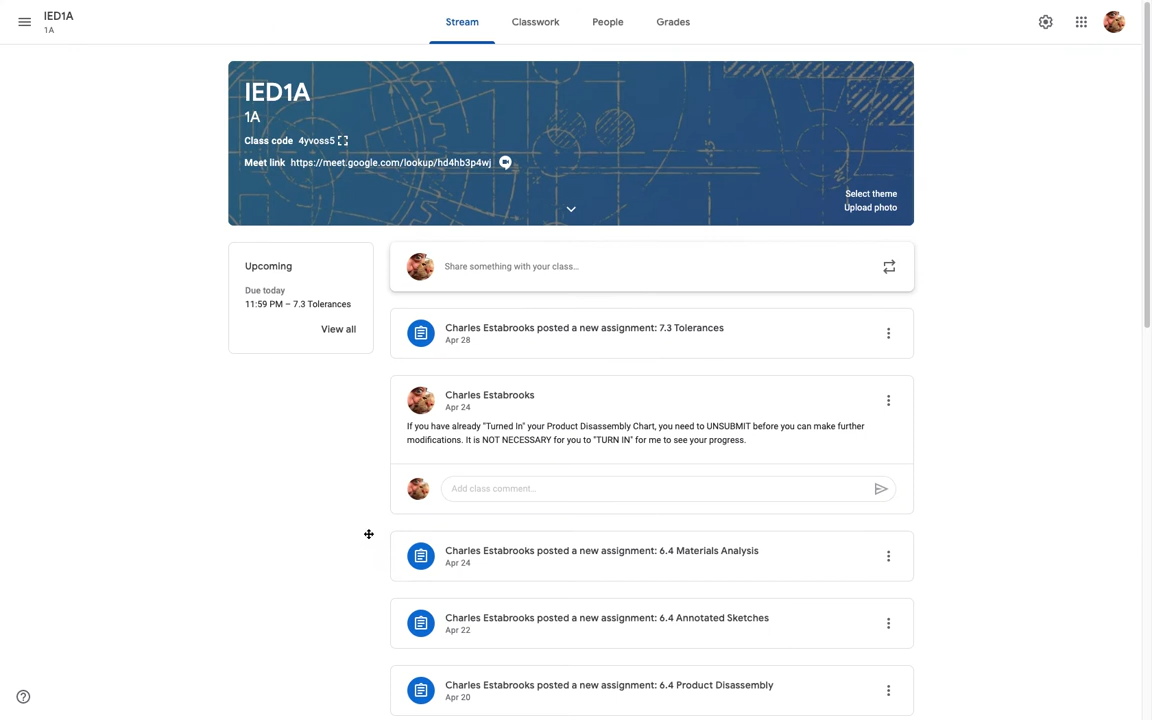 IED1A
1A
Stream
Classwork
People
Grades
IED1A
1A
Class code 4yvoss5
Meet link https://meet.google.com/lookup/hd4hb3p4wj
Select theme
Upload photo
Upcoming
Due today
11:59 PM – 7.3 Tolerances
View all
Share something with your class...
Charles Estabrooks posted a new assignment: 7.3 Tolerances
Apr 28
Charles Estabrooks
Apr 24
If you have already "Turned In" your Product Disassembly Chart, you need to UNSUBMIT before you can make further
modifications. It is NOT NECESSARY for you to "TURN IN" for me to see your progress.
Add class comment...
Charles Estabrooks posted a new assignment: 6.4 Materials Analysis
Apr 24
Charles Estabrooks posted a new assignment: 6.4 Annotated Sketches
Apr 22
Charles Estabrooks posted a new assignment: 6.4 Product Disassembly
Apr 20